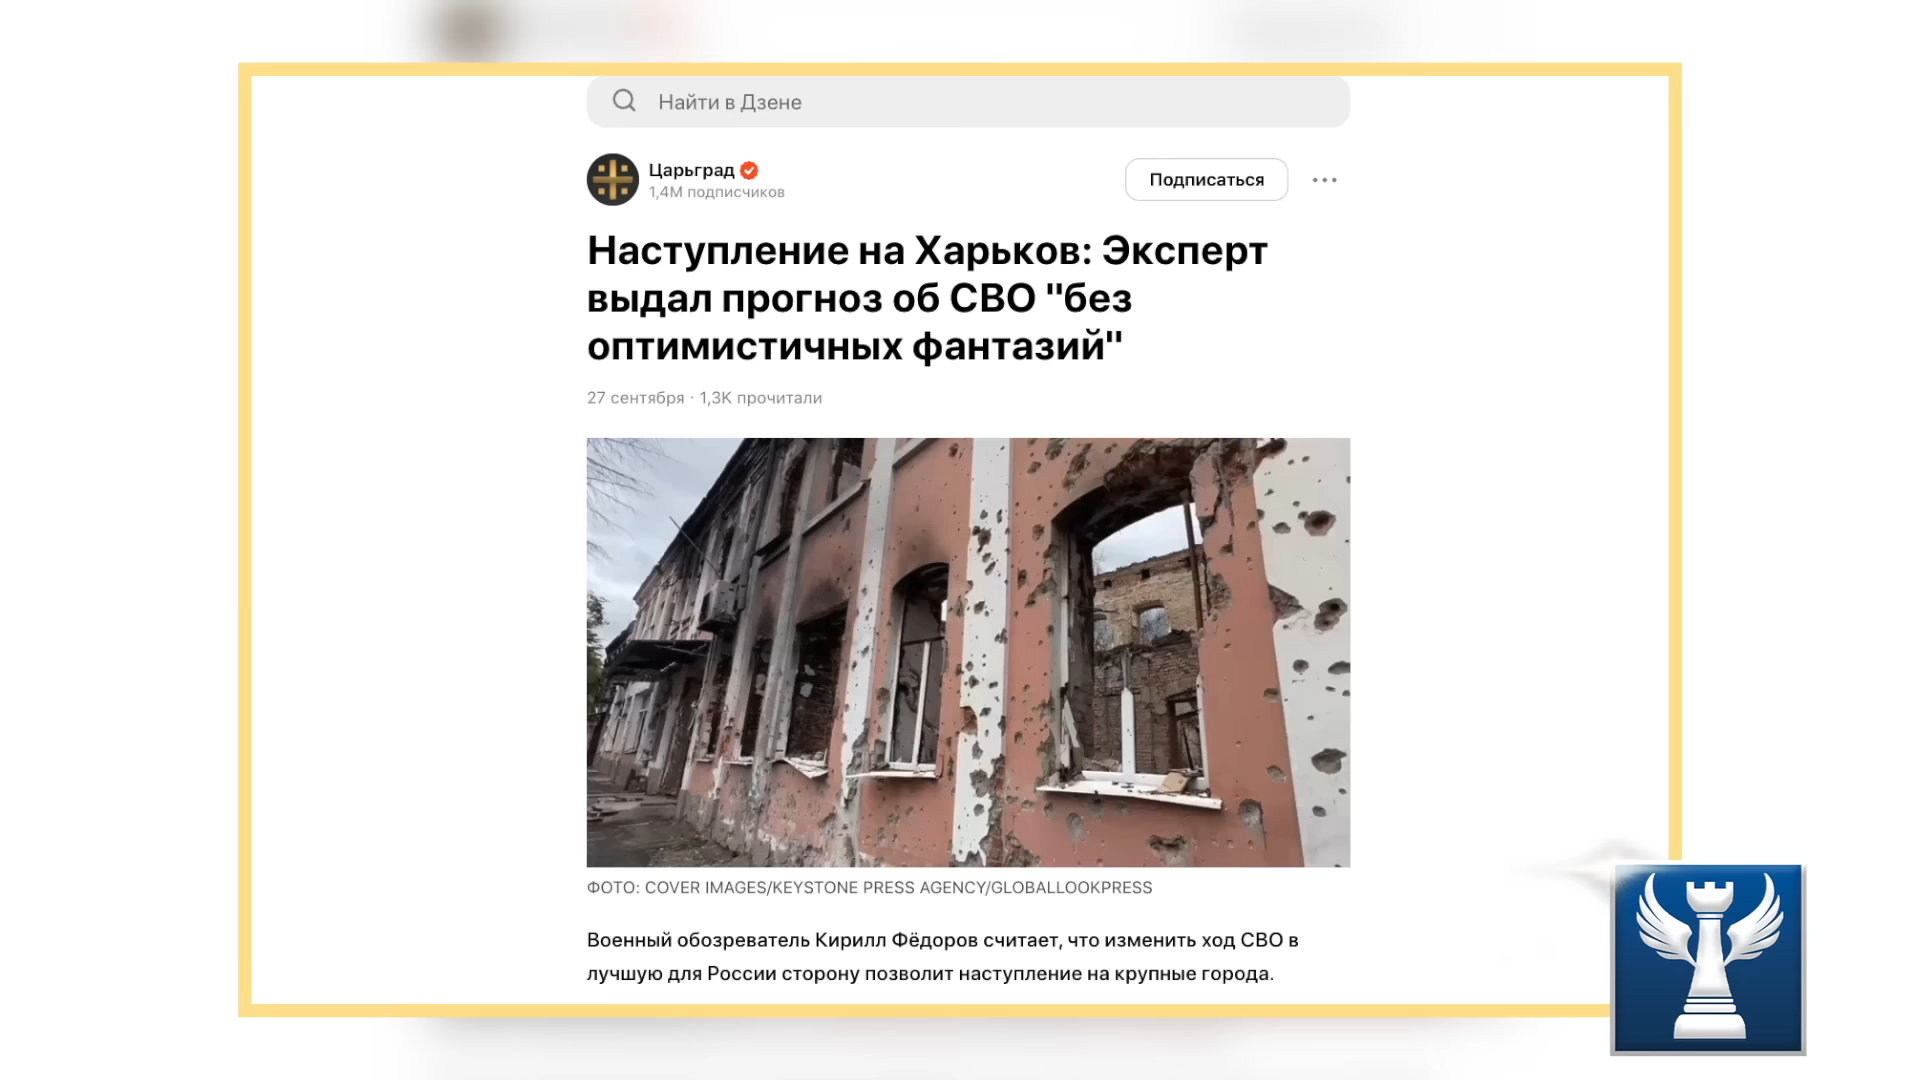 Найти в Дзене
Царьград
1,4М подписчиков
Подписаться
Наступление на Харьков: Эксперт
выдал прогноз об СВО "без
оптимистичных фантазий"
27 сентября · 1,3К прочитали
ФОТО: COVER IMAGES/KEYSTONE PRESS AGENCY/GLOBALLOOKPRESS
Военный обозреватель Кирилл Фёдоров считает, что изменить ход СВО в
лучшую для России сторону позволит наступление на крупные города.